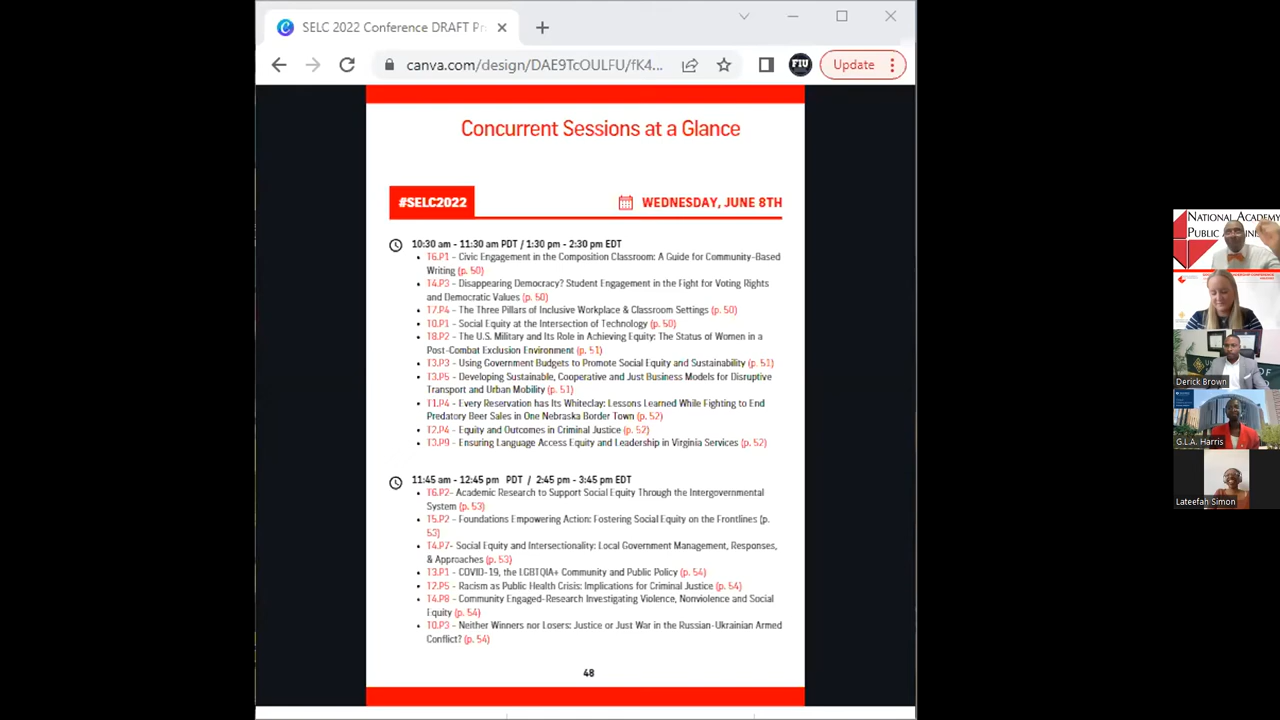 SELC 2022 Conference DRAFT Pr
canva.com/design/DAE9TcOULFU/fK4...
FIU
Update
Concurrent Sessions at a Glance
#SELC2022
WEDNESDAY, JUNE 8TH
10:30 am - 11:30 am PDT / 1:30 pm - 2:30 pm EDT
• T6.P1 - Civic Engagement in the Composition Classroom: A Guide for Community-Based
Writing (p. 50)
• T4.P3 - Disappearing Democracy? Student Engagement in the Fight for Voting Rights
and Democratic Values (p. 50)
• T7.P4 - The Three Pillars of Inclusive Workplace & Classroom Settings (p. 50)
• T0.P1 - Social Equity at the Intersection of Technology (p. 50)
• T8.P2 - The U.S. Military and Its Role in Achieving Equity: The Status of Women in a
Post-Combat Exclusion Environment (p. 51)
• T3.P3 - Using Government Budgets to Promote Social Equity and Sustainability (p. 51)
• T3.P5 - Developing Sustainable, Cooperative and Just Business Models for Disruptive
Transport and Urban Mobility (p. 51)
• T1.P4 - Every Reservation has Its Whiteclay: Lessons Learned While Fighting to End
Predatory Beer Sales in One Nebraska Border Town (p. 52)
• T2.P4 - Equity and Outcomes in Criminal Justice (p. 52)
• T3.P9 - Ensuring Language Access Equity and Leadership in Virginia Services (p. 52)
11:45 am - 12:45 pm PDT / 2:45 pm - 3:45 pm EDT
• T6.P2- Academic Research to Support Social Equity Through the Intergovernmental
System (p. 53)
• T5.P2 - Foundations Empowering Action: Fostering Social Equity on the Frontlines (p.
53)
• T4.P7- Social Equity and Intersectionality: Local Government Management, Responses,
& Approaches (p. 53)
• T3.P1 - COVID-19, the LGBTQIA+ Community and Public Policy (p. 54)
• T2.P5 - Racism as Public Health Crisis: Implications for Criminal Justice (p. 54)
• T4.P8 - Community Engaged-Research Investigating Violence, Nonviolence and Social
Equity (p. 54)
• T0.P3 - Neither Winners nor Losers: Justice or Just War in the Russian-Ukrainian Armed
Conflict? (p. 54)
48
NATIONAL ACADEMY
PUBLIC
Derick Brown
G.L.A. Harris
Lateefah Simon